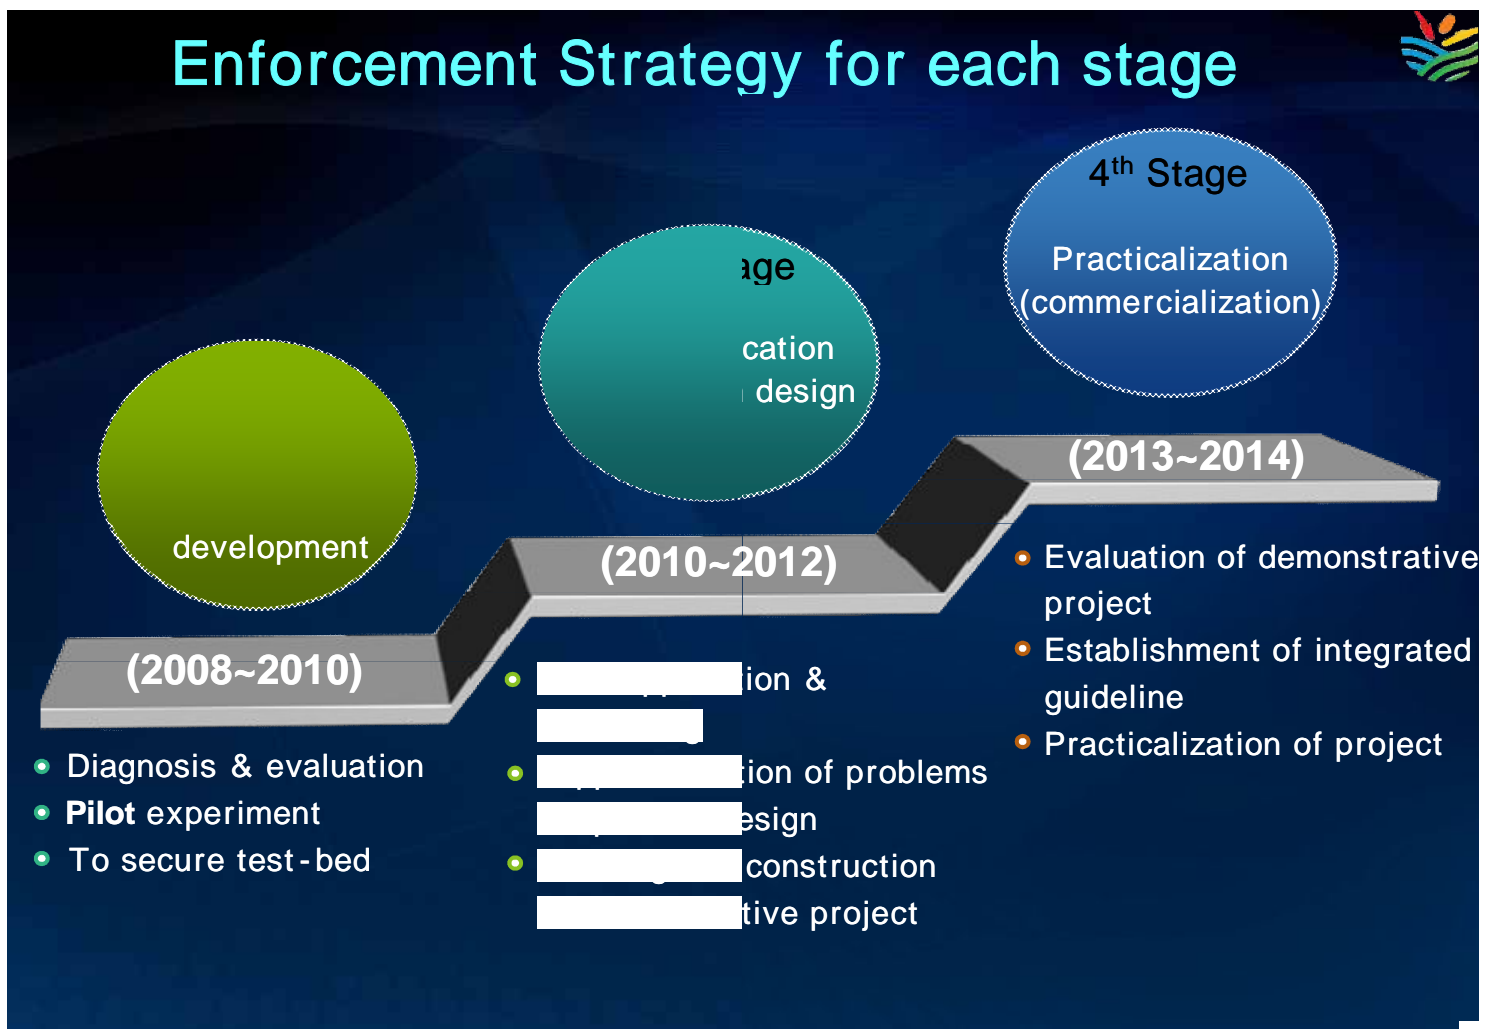 Enforcement Strategy for each stage
development
(2008~2010)
Diagnosis & evaluation
Pilot experiment
To secure test-bed
age
cation
design
(2010~2012)
ion &
ion of problems
esign
construction
tive project
4th Stage
Practicalization
(commercialization)
(2013~2014)
Evaluation of demonstrative
project
Establishment of integrated
guideline
Practicalization of project